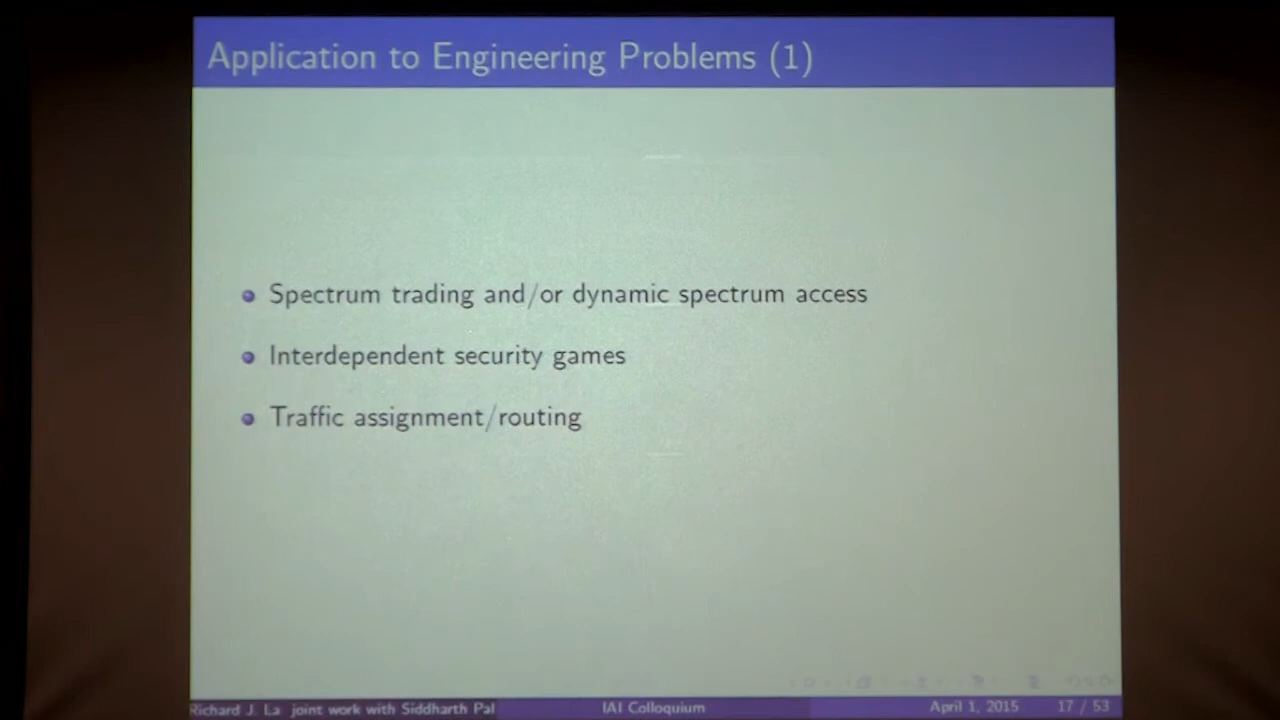 Application to Engineering Problems (1)
Spectrum trading and/or dynamic spectrum access
Interdependent security games
Traffic assignment/routing
Richard J. La joint work with Siddharth Pal IAI Colloquium April 1, 2015 17 / 53